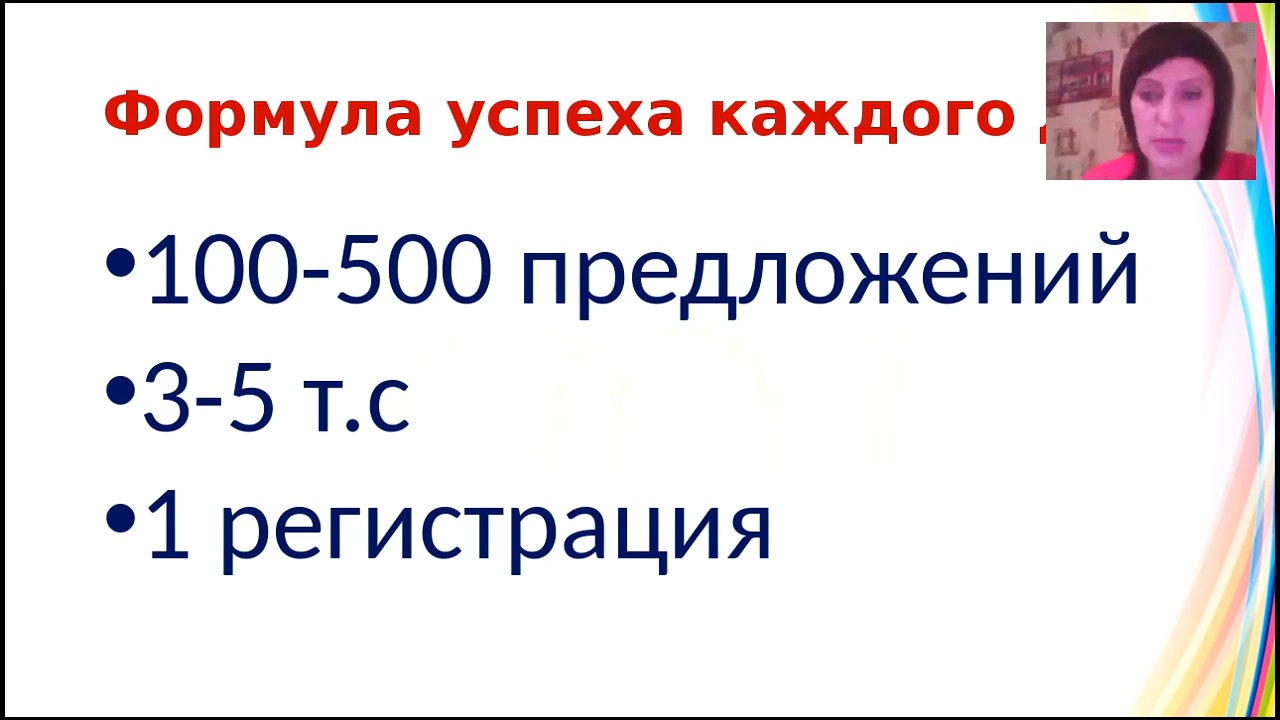 Формула успеха каждого
•100-500 предложений
•3-5 т.с
•1 регистрация